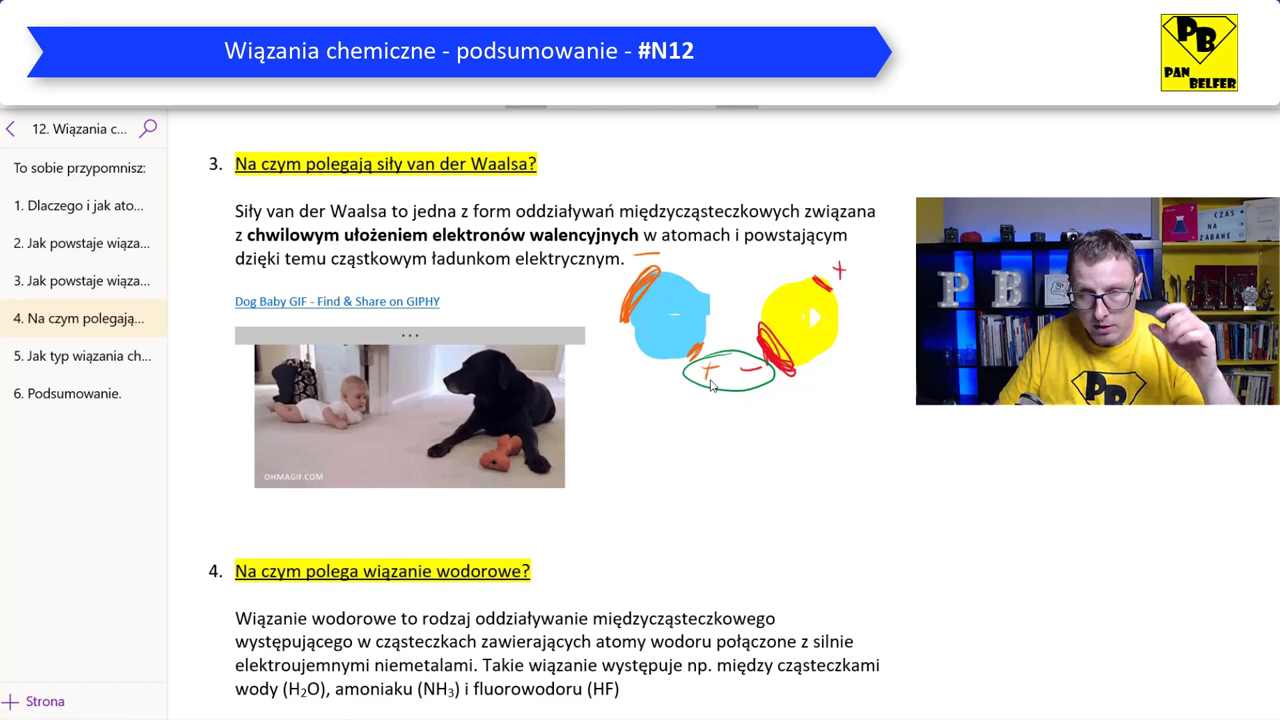 Wiązania chemiczne - podsumowanie - #N12
PB
PAN
BELFER
12. Wiązania c...
To sobie przypomnisz:
1. Dlaczego i jak ato...
2. Jak powstaje wiąza...
3. Jak powstaje wiąza...
4. Na czym polegają...
5. Jak typ wiązania ch...
6. Podsumowanie.
Strona
3. Na czym polegają siły van der Waalsa?
Siły van der Waalsa to jedna z form oddziaływań międzycząsteczkowych związana
z chwilowym ułożeniem elektronów walencyjnych w atomach i powstającym
dzięki temu cząstkowym ładunkom elektrycznym.
Dog Baby GIF - Find & Share on GIPHY
OHMAGIF.COM
− +
+ −
P B
CZAS
NA
ZABAWĘ
PB
4. Na czym polega wiązanie wodorowe?
Wiązanie wodorowe to rodzaj oddziaływanie międzycząsteczkowego
występującego w cząsteczkach zawierających atomy wodoru połączone z silnie
elektroujemnymi niemetalami. Takie wiązanie występuje np. między cząsteczkami
wody (H₂O), amoniaku (NH₃) i fluorowodoru (HF)